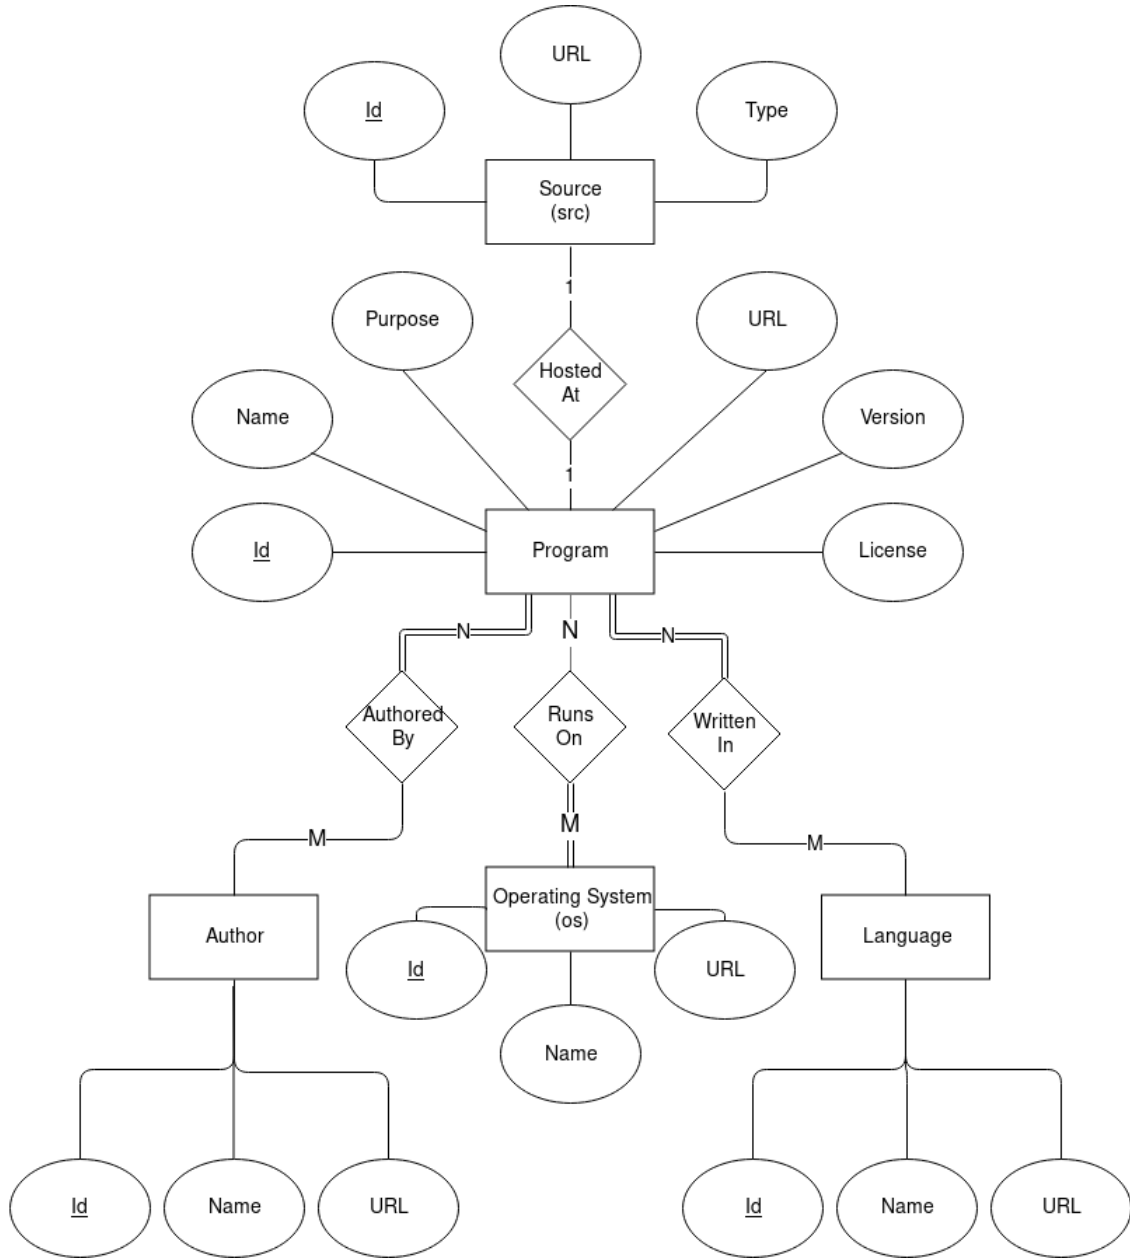 URL
Id
Type
Source
(src)
1
Purpose
URL
Hosted
At
Name
Version
1
Id
Program
License
N
N
N
Authored
By
Runs
On
Written
In
M
M
M
Operating System
(os)
Author
Language
Id
URL
Name
Id
Name
URL
Id
Name
URL